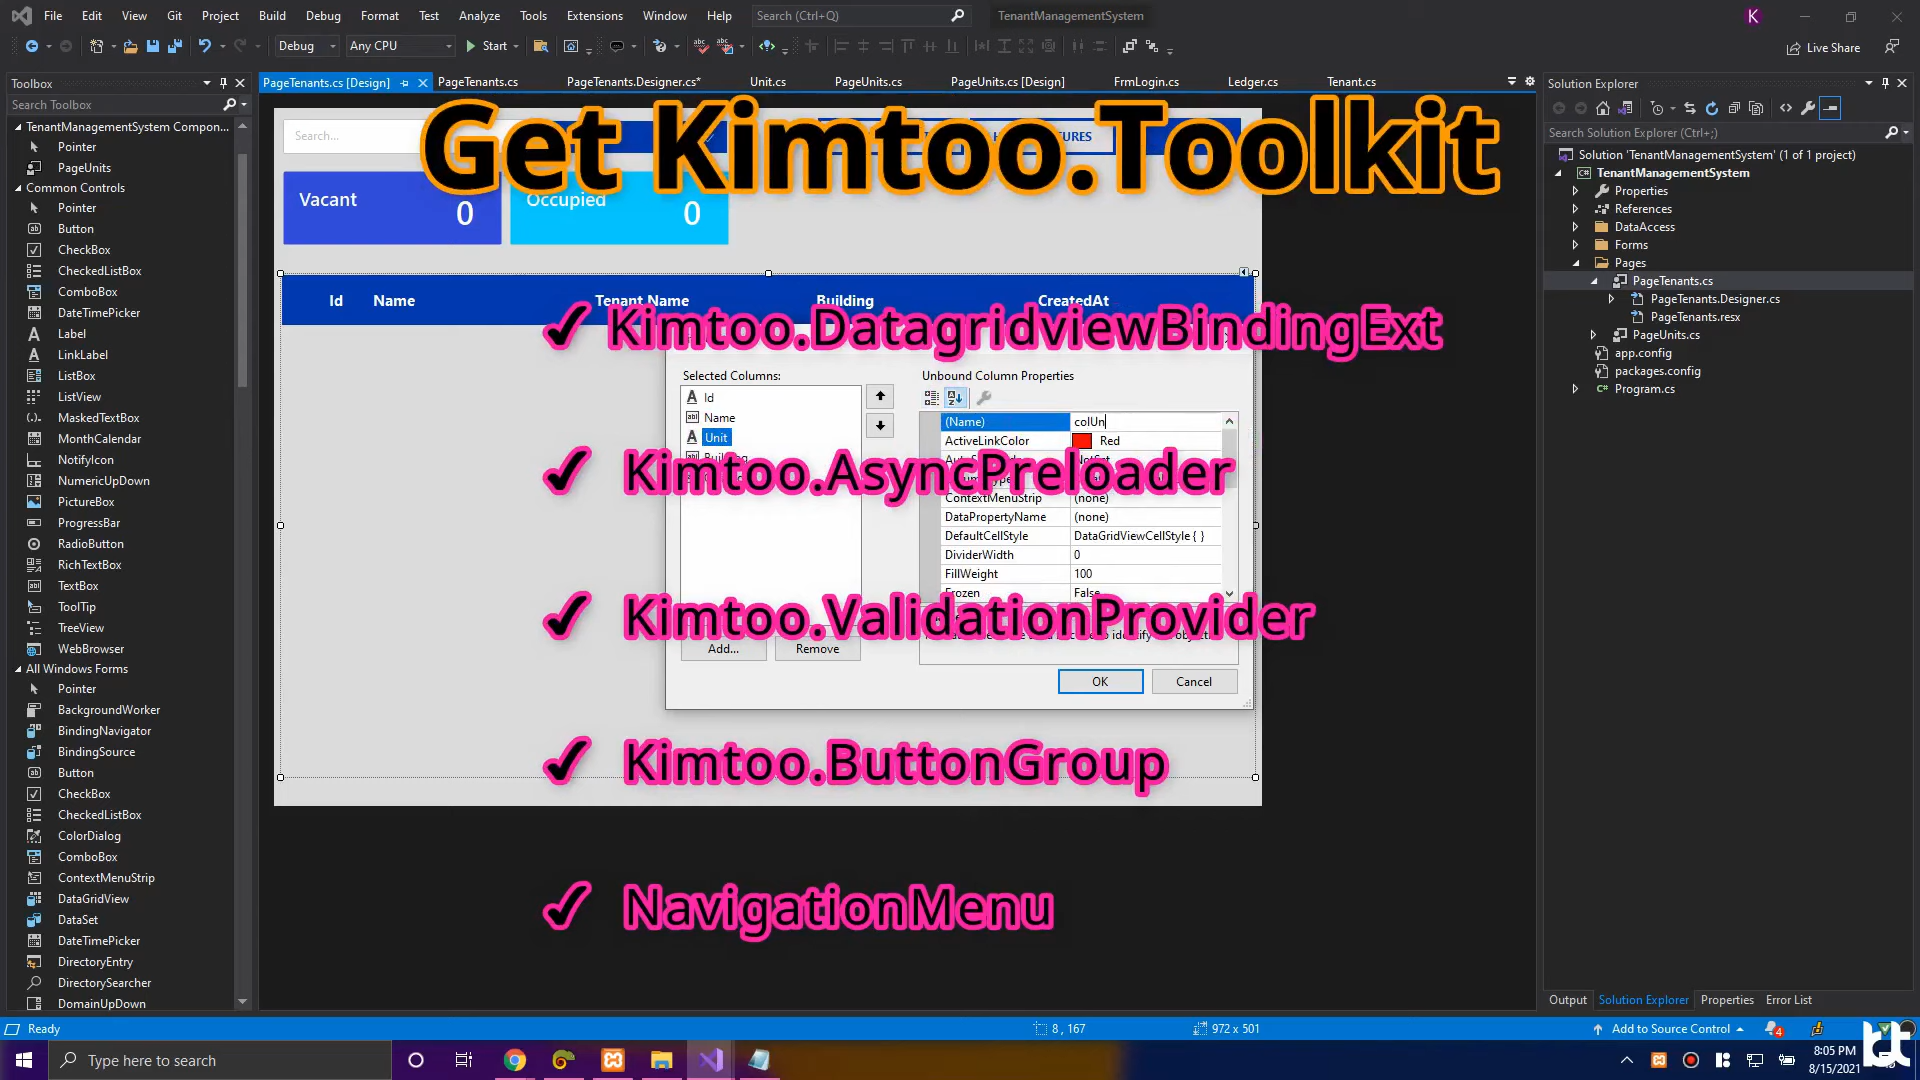 File Edit View Git Project Build Debug Format Test Analyze Tools Extensions Window Help Search (Ctrl+Q) TenantManagementSystem K
Debug Any CPU Start Live Share
Toolbox
Search Toolbox
TenantManagementSystem Compon...
Pointer
PageUnits
Common Controls
Pointer
Button
CheckBox
CheckedListBox
ComboBox
DateTimePicker
Label
LinkLabel
ListBox
ListView
MaskedTextBox
MonthCalendar
NotifyIcon
NumericUpDown
PictureBox
ProgressBar
RadioButton
RichTextBox
TextBox
ToolTip
TreeView
WebBrowser
All Windows Forms
Pointer
BackgroundWorker
BindingNavigator
BindingSource
Button
CheckBox
CheckedListBox
ColorDialog
ComboBox
ContextMenuStrip
DataGridView
DataSet
DateTimePicker
DirectoryEntry
DirectorySearcher
DomainUpDown
PageTenants.cs [Design] PageTenants.cs PageTenants.Designer.cs* Unit.cs PageUnits.cs PageUnits.cs [Design] FrmLogin.cs Ledger.cs Tenant.cs
Get Kimtoo.Toolkit
Search...
Vacant
0
Occupied
0
Id Name Tenant Name Building CreatedAt
✓ Kimtoo.DatagridviewBindingExt
Selected Columns:
Id
Name
Unit
Building
Unbound Column Properties
(Name) colUn
ActiveLinkColor Red
✓ Kimtoo.AsyncPreloader
ContextMenuStrip (none)
DataPropertyName (none)
DefaultCellStyle DataGridViewCellStyle { }
DividerWidth 0
FillWeight 100
Frozen False
✓ Kimtoo.ValidationProvider
Add... Remove
OK Cancel
✓ Kimtoo.ButtonGroup
✓ NavigationMenu
Solution Explorer
Search Solution Explorer (Ctrl+;)
Solution 'TenantManagementSystem' (1 of 1 project)
TenantManagementSystem
Properties
References
DataAccess
Forms
Pages
PageTenants.cs
PageTenants.Designer.cs
PageTenants.resx
PageUnits.cs
app.config
packages.config
Program.cs
Output Solution Explorer Properties Error List
Ready 8 , 167 972 x 501 Add to Source Control 4
Type here to search
8:05 PM
8/15/2021